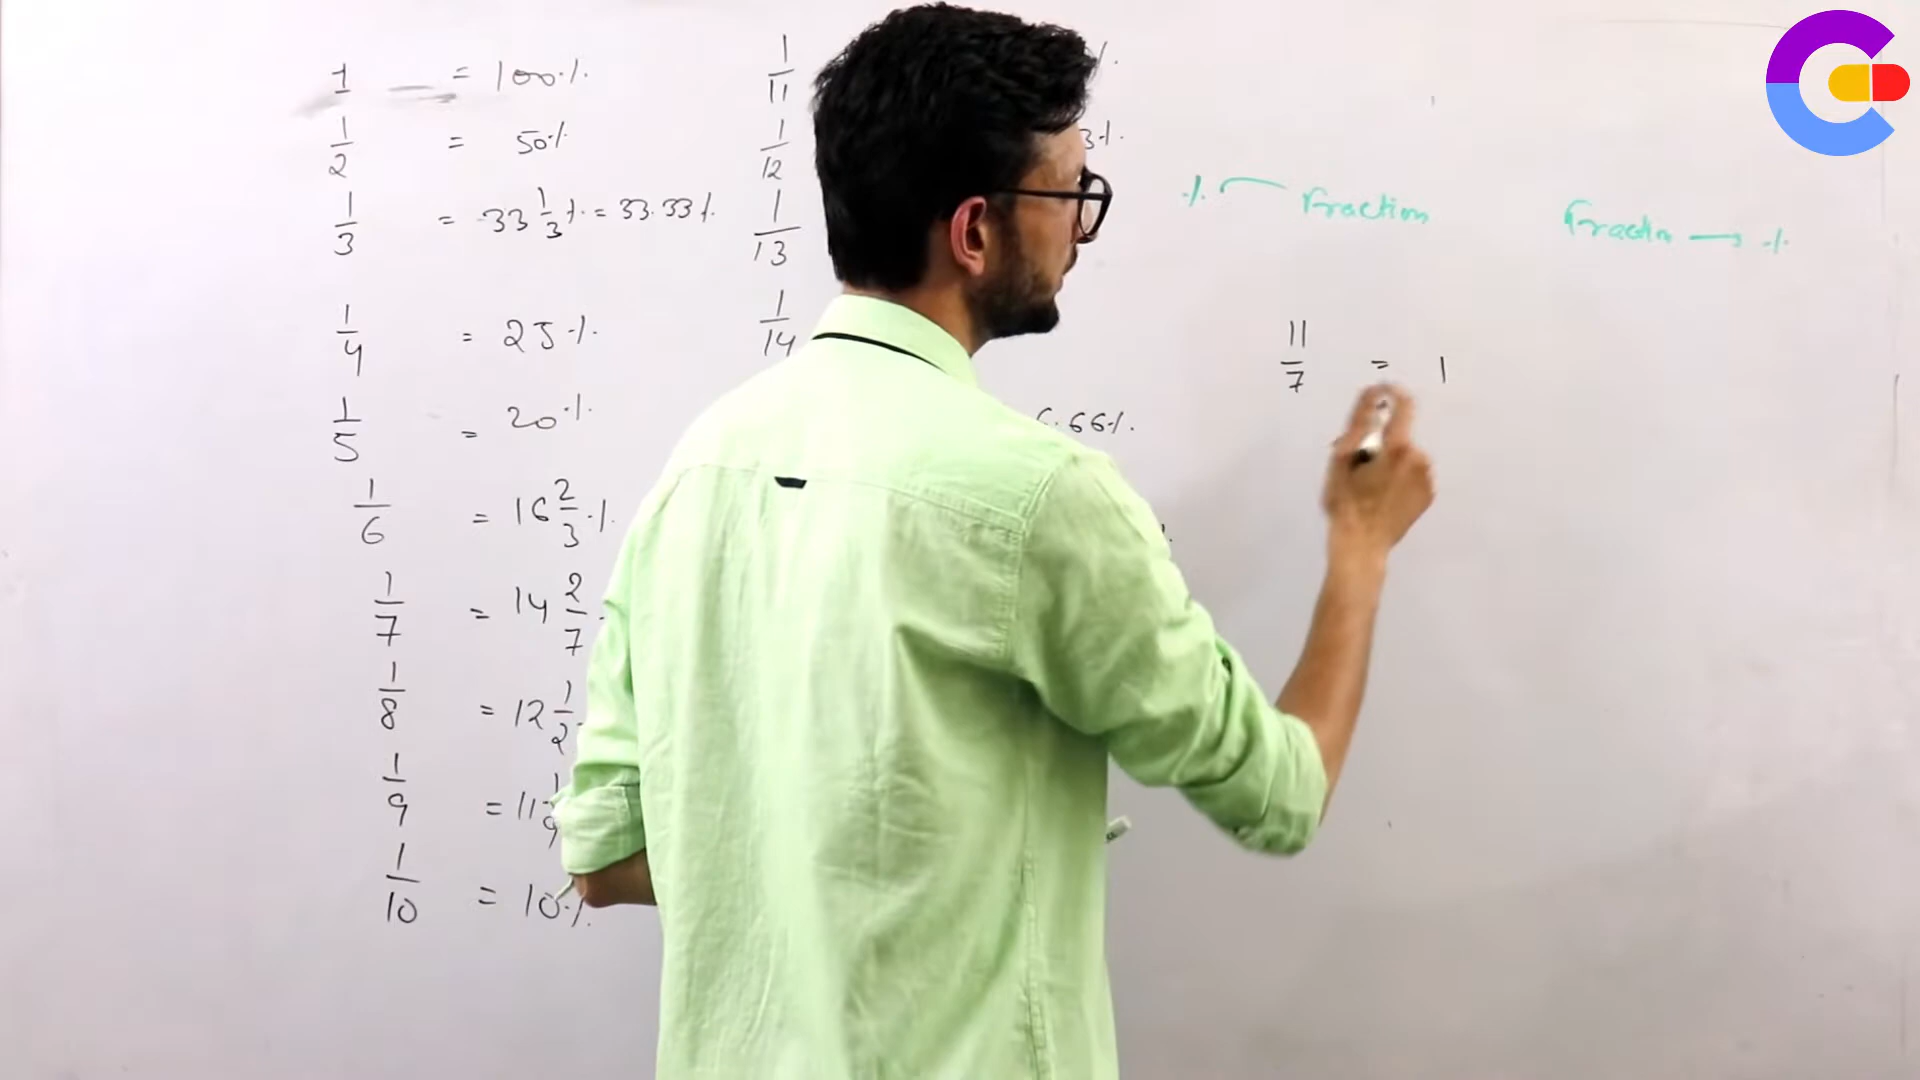 1 = 100%
1/2 = 50%
1/3 = 33 1/3 % = 33.33%
1/4 = 25%
1/5 = 20%
1/6 = 16 2/3 %
1/7 = 14 2/7
1/8 = 12 1/2
1/9 = 11 1/9
1/10 = 10%
1/11 %
1/12 3%
1/13
1/14
6.66%
% Fraction
Fraction → %
11/7 = 1